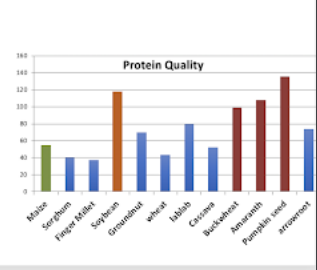 Protein Quality
160
140
120
100
80
60
40
20
0
Maize
Sorghum
Finger Millet
Soybean
Groundnut
wheat
lablab
Cassava
Buckwheat
Amaranth
Pumpkin seed
arrowroot